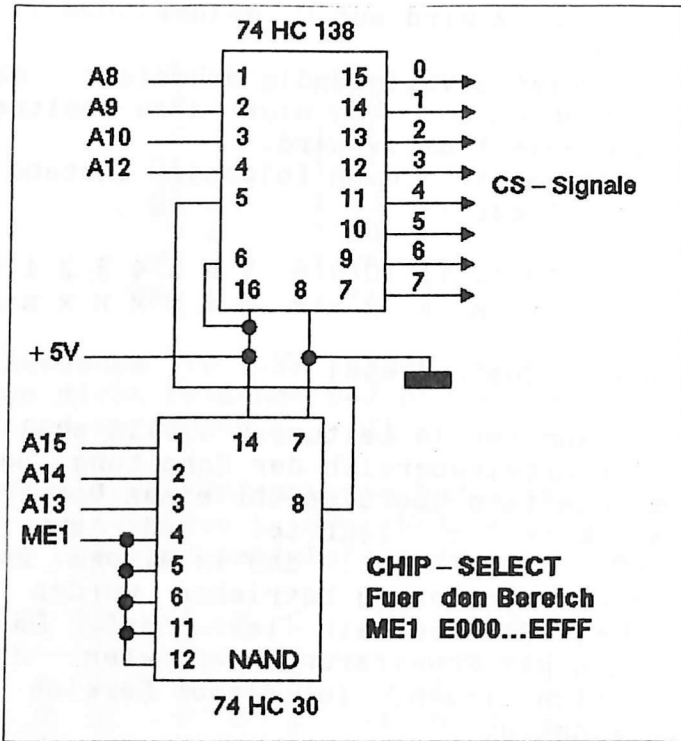 74 HC 138
A8 1 15 0
A9 2 14 1
A10 3 13 2
A12 4 12 3
CS – Signale
5 11 4
10 5
6 9 6
16 8 7 7
+ 5V
A15 1 14 7
A14 2
A13 3 8
ME1 4
5
6
11
12 NAND
74 HC 30
CHIP – SELECT
Fuer den Bereich
ME1 E000...EFFF